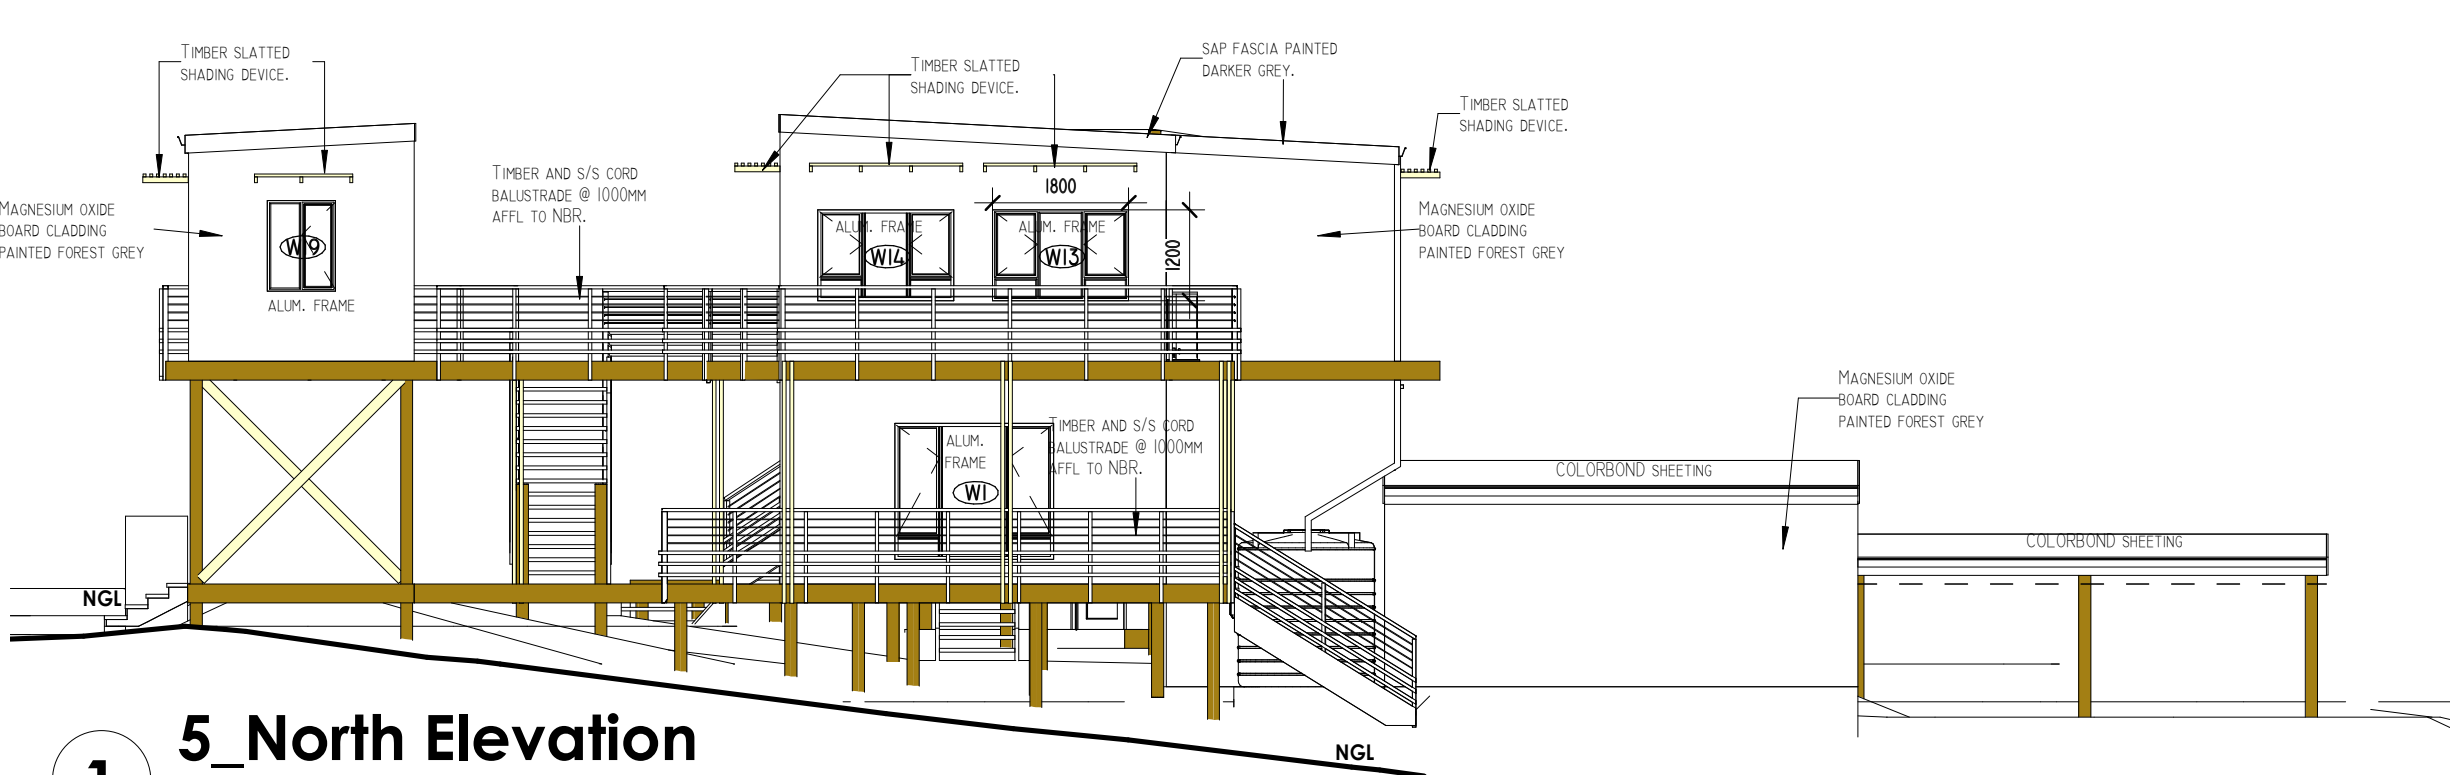 TIMBER SLATTED
SHADING DEVICE.
TIMBER SLATTED
SHADING DEVICE.
SAP FASCIA PAINTED
DARKER GREY.
TIMBER SLATTED
SHADING DEVICE.
TIMBER AND S/S CORD
BALUSTRADE @ 1000MM
AFFL TO NBR.
MAGNESIUM OXIDE
BOARD CLADDING
PAINTED FOREST GREY
1800
1200
MAGNESIUM OXIDE
BOARD CLADDING
PAINTED FOREST GREY
ALUM. FRAME
W14
ALUM. FRAME
W13
W19
ALUM. FRAME
MAGNESIUM OXIDE
BOARD CLADDING
PAINTED FOREST GREY
TIMBER AND S/S CORD
BALUSTRADE @ 1000MM
AFFL TO NBR.
ALUM.
FRAME
W1
COLORBOND SHEETING
COLORBOND SHEETING
NGL
NGL
5_North Elevation
1